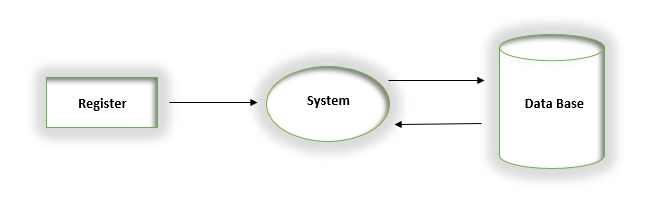 Register
System
Data Base